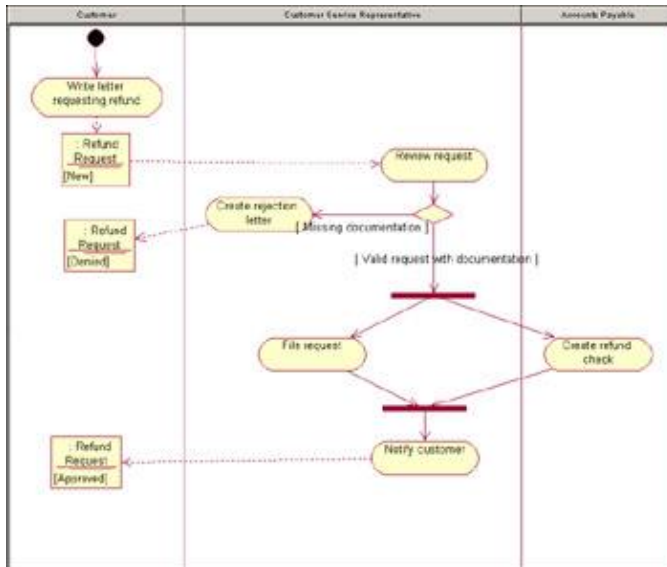 Customer
Customer Service Representative
Accounts Payable
Write letter
requesting refund
: Refund
Request
[New]
Review request
Create rejection
letter
[ Missing documentation ]
: Refund
Request
[Denied]
[ Valid request with documentation ]
File request
Create refund
check
: Refund
Request
[Approved]
Notify customer